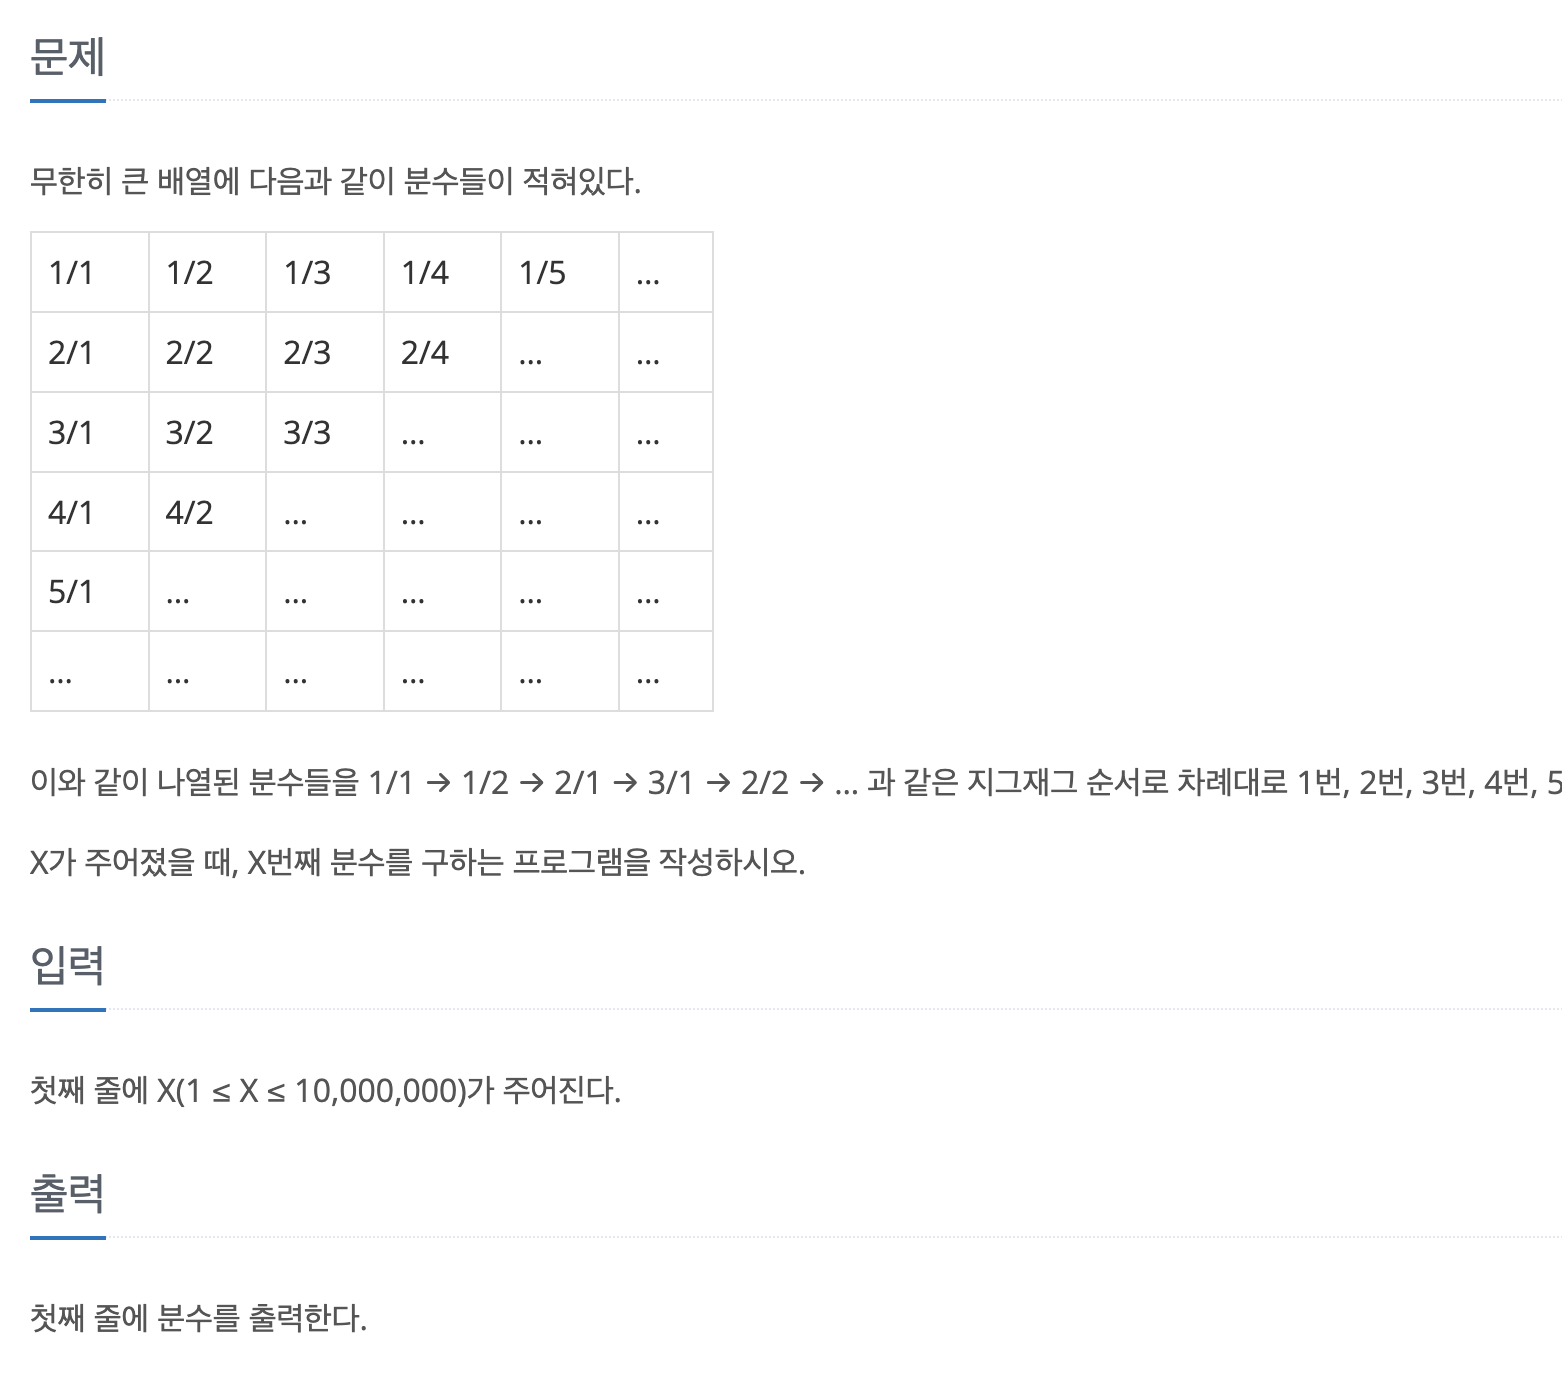 문제
무한히 큰 배열에 다음과 같이 분수들이 적혀있다.
1/1 1/2 1/3 1/4 1/5 ...
2/1 2/2 2/3 2/4 ... ...
3/1 3/2 3/3 ... ... ...
4/1 4/2 ... ... ... ...
5/1 ... ... ... ... ...
... ... ... ... ... ...
이와 같이 나열된 분수들을 1/1 → 1/2 → 2/1 → 3/1 → 2/2 → … 과 같은 지그재그 순서로 차례대로 1번, 2번, 3번, 4번, 5
X가 주어졌을 때, X번째 분수를 구하는 프로그램을 작성하시오.
입력
첫째 줄에 X(1 ≤ X ≤ 10,000,000)가 주어진다.
출력
첫째 줄에 분수를 출력한다.